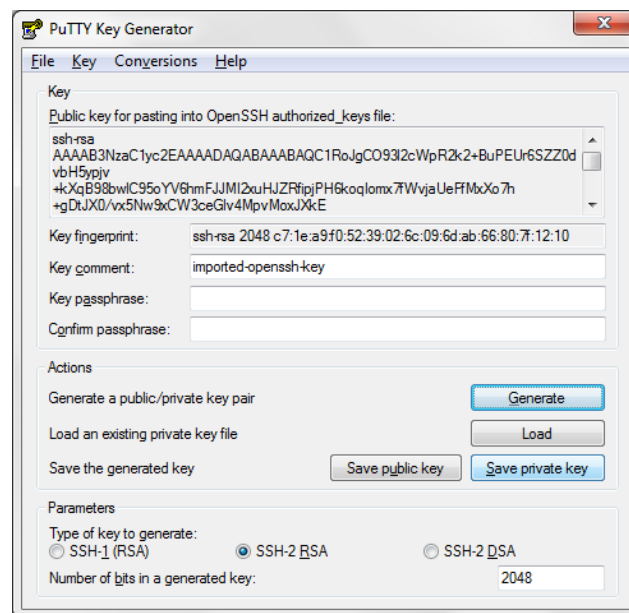 PuTTY Key Generator
File Key Conversions Help
Key
Public key for pasting into OpenSSH authorized_keys file:
ssh-rsa
AAAAB3NzaC1yc2EAAAADAQABAAABAQC1RoJgCO93I2cWpR2k2+BuPEUr6SZZ0d
vbH5ypjv
+kXqB98bwlC95oYV6hmFJJMI2xuHJZRfipjPH6koqIomx7fWvjaUeFfMxXo7h
+gDtJX0/vx5Nw9xCW3ceGlv4MpvMoxJXkE
Key fingerprint: ssh-rsa 2048 c7:1e:a9:f0:52:39:02:6c:09:6d:ab:66:80:7f:12:10
Key comment: imported-openssh-key
Key passphrase:
Confirm passphrase:
Actions
Generate a public/private key pair Generate
Load an existing private key file Load
Save the generated key Save public key Save private key
Parameters
Type of key to generate:
SSH-1 (RSA) SSH-2 RSA SSH-2 DSA
Number of bits in a generated key: 2048